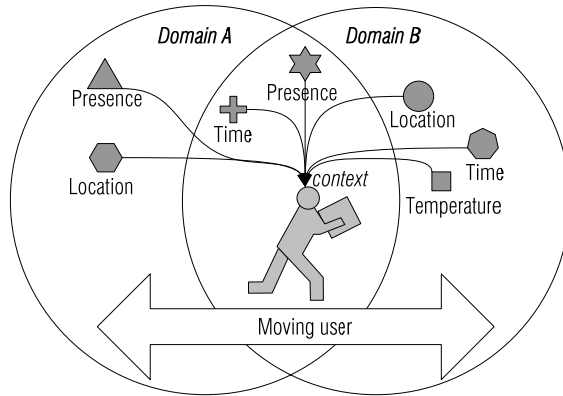 Domain A
Domain B
Presence
Presence
Time
Location
Location
Time
context
Temperature
Moving user